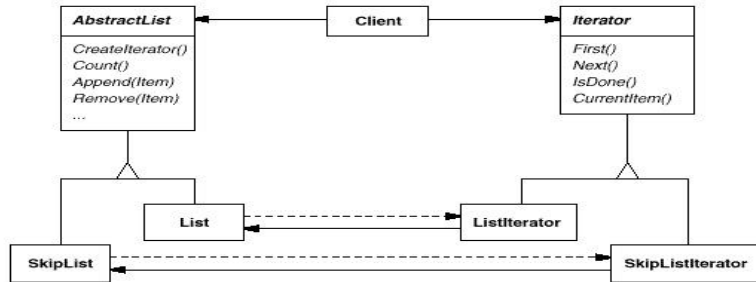 AbstractList
CreateIterator()
Count()
Append(Item)
Remove(Item)
...
Client
Iterator
First()
Next()
IsDone()
CurrentItem()
List
ListIterator
SkipList
SkipListIterator